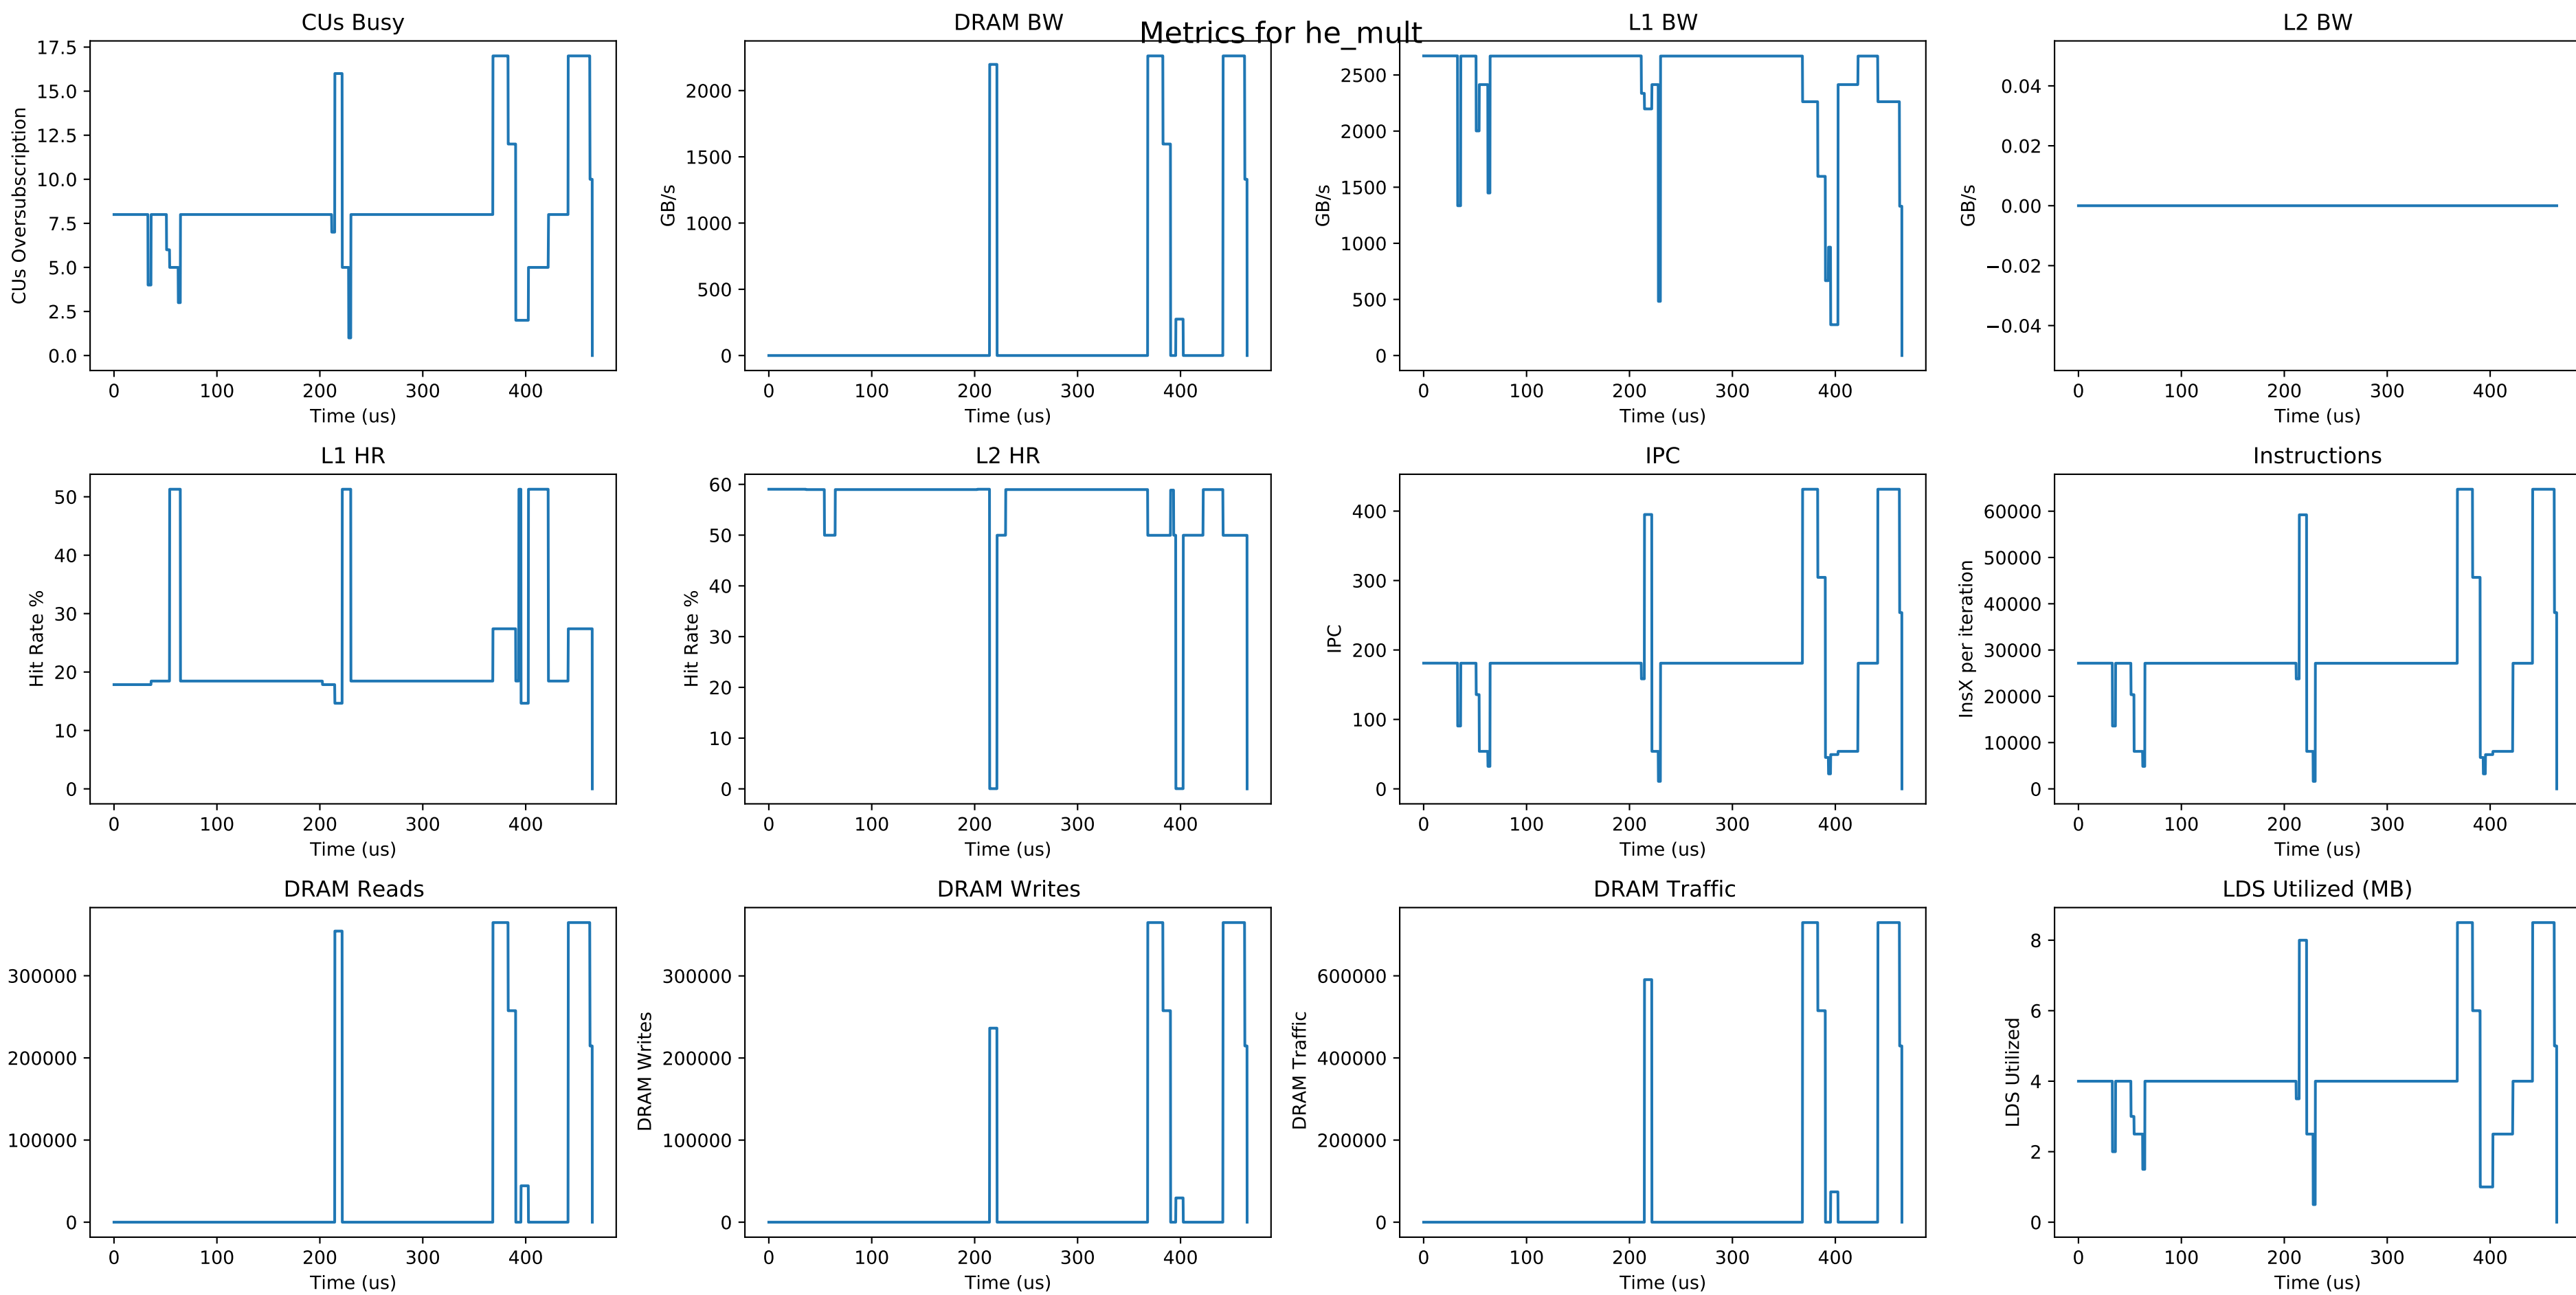 Metrics for he_mult
CUs Busy
CUs Oversubscription
17.5
15.0
12.5
10.0
7.5
5.0
2.5
0.0
0 100 200 300 400
Time (us)
DRAM BW
GB/s
2000
1500
1000
500
0
0 100 200 300 400
Time (us)
L1 BW
GB/s
2500
2000
1500
1000
500
0
0 100 200 300 400
Time (us)
L2 BW
GB/s
0.04
0.02
0.00
−0.02
−0.04
0 100 200 300 400
Time (us)
L1 HR
Hit Rate %
50
40
30
20
10
0
0 100 200 300 400
Time (us)
L2 HR
Hit Rate %
60
50
40
30
20
10
0
0 100 200 300 400
Time (us)
IPC
IPC
400
300
200
100
0
0 100 200 300 400
Time (us)
Instructions
InsX per iteration
60000
50000
40000
30000
20000
10000
0
0 100 200 300 400
Time (us)
DRAM Reads
300000
200000
100000
0
0 100 200 300 400
Time (us)
DRAM Writes
DRAM Writes
300000
200000
100000
0
0 100 200 300 400
Time (us)
DRAM Traffic
DRAM Traffic
600000
400000
200000
0
0 100 200 300 400
Time (us)
LDS Utilized (MB)
LDS Utilized
8
6
4
2
0
0 100 200 300 400
Time (us)